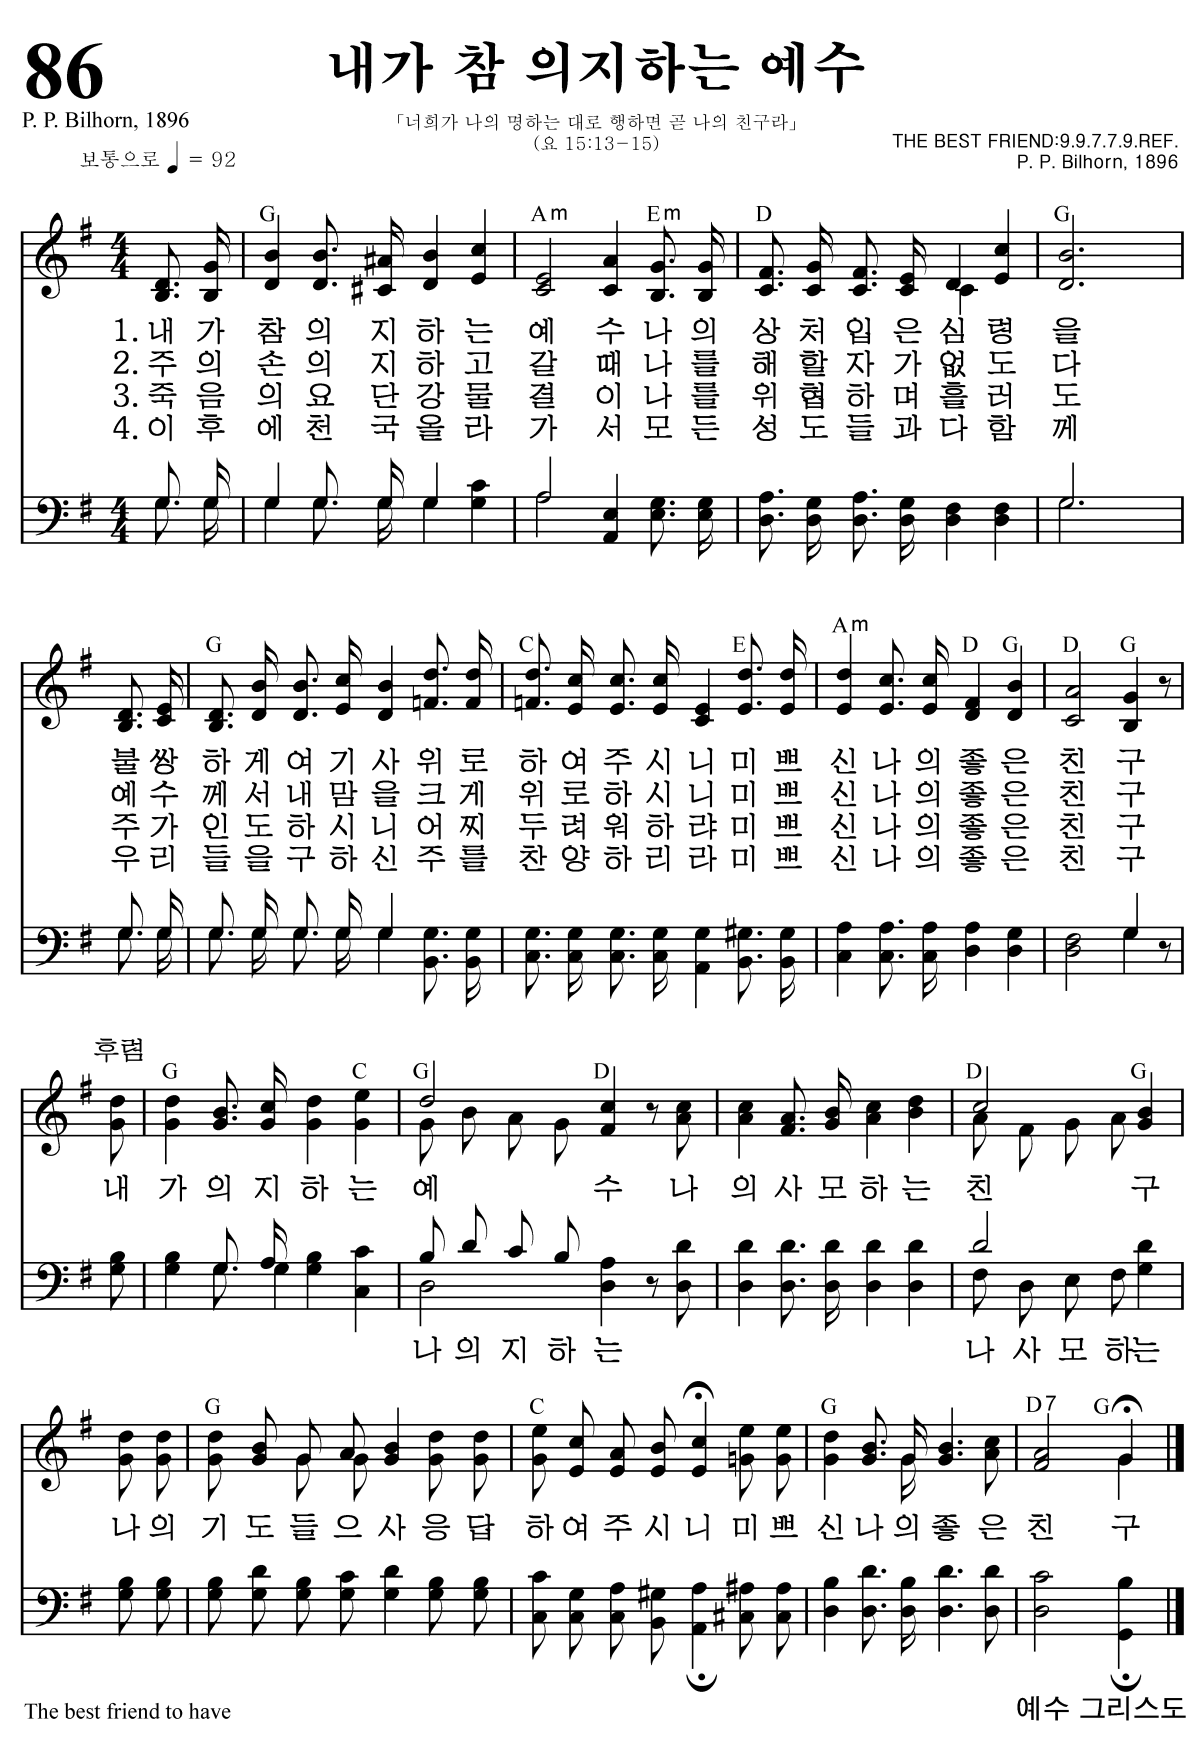 86
내가 참 의지하는 예수
P. P. Bilhorn, 1896
「너희가 나의 명하는 대로 행하면 곧 나의 친구라」
(요 15:13-15)
THE BEST FRIEND:9.9.7.7.9.REF.
P. P. Bilhorn, 1896
보통으로 ♩ = 92
G Am Em D G
1. 내 가 참 의 지 하 는 예 수 나 의 상 처 입 은 심 령 을
2. 주 의 손 의 지 하 고 갈 때 나 를 해 할 자 가 없 도 다
3. 죽 음 의 요 단 강 물 결 이 나 를 위 협 하 며 흘 러 도
4. 이 후 에 천 국 올 라 가 서 모 든 성 도 들 과 다 함 께
G C E Am D G D G
불 쌍 하 게 여 기 사 위 로 하 여 주 시 니 미 쁘 신 나 의 좋 은 친 구
예 수 께 서 내 맘 을 크 게 위 로 하 시 니 미 쁘 신 나 의 좋 은 친 구
주 가 인 도 하 시 니 어 찌 두 려 워 하 랴 미 쁘 신 나 의 좋 은 친 구
우 리 들 을 구 하 신 주 를 찬 양 하 리 라 미 쁘 신 나 의 좋 은 친 구
후렴
G C G D D G
내 가 의 지 하 는 예 수 나 의 사 모 하 는 친 구
나 의 지 하 는 나 사 모 하는
G C G D7 G
나 의 기 도 들 으 사 응 답 하 여 주 시 니 미 쁘 신 나 의 좋 은 친 구
The best friend to have
예수 그리스도